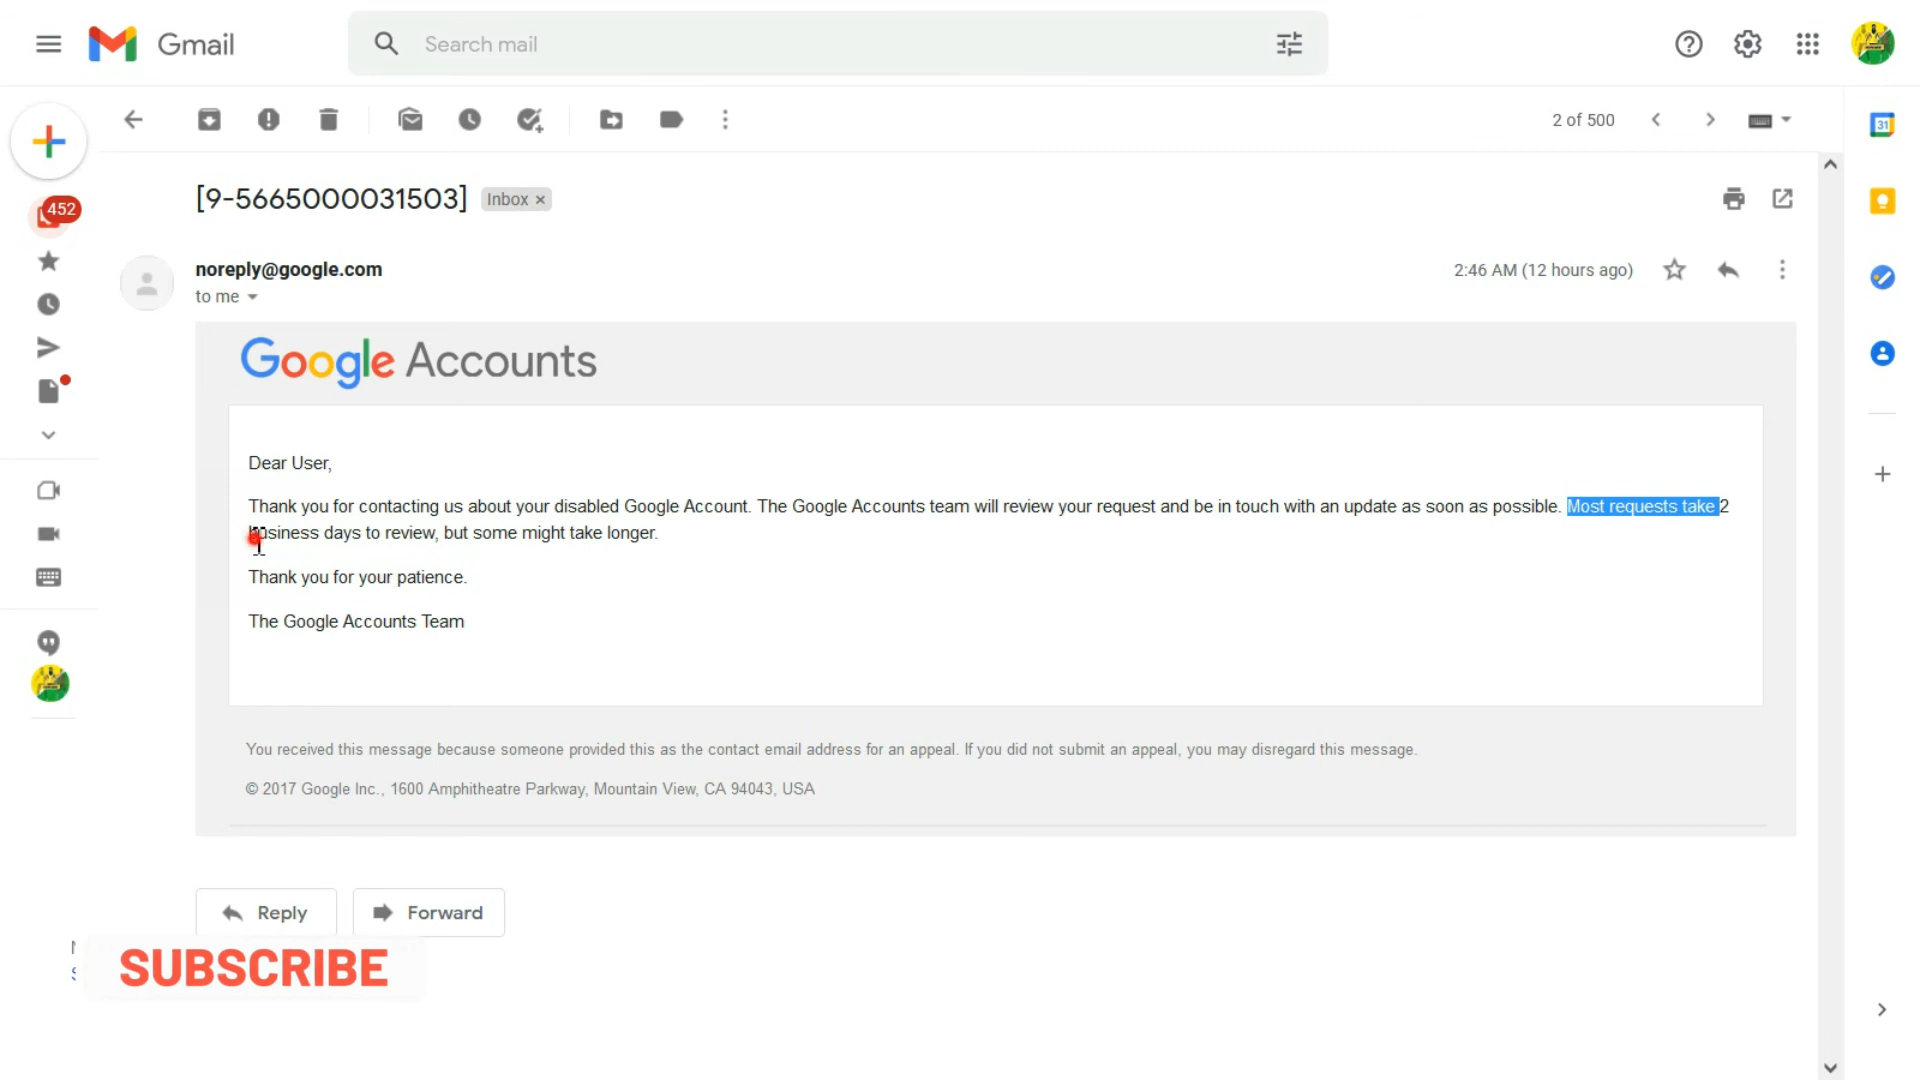 Gmail
Search mail
2 of 500
31
[9-5665000031503] Inbox ×
452
noreply@google.com
2:46 AM (12 hours ago)
to me
Google Accounts
Dear User,
Thank you for contacting us about your disabled Google Account. The Google Accounts team will review your request and be in touch with an update as soon as possible. Most requests take 2
business days to review, but some might take longer.
Thank you for your patience.
The Google Accounts Team
You received this message because someone provided this as the contact email address for an appeal. If you did not submit an appeal, you may disregard this message.
© 2017 Google Inc., 1600 Amphitheatre Parkway, Mountain View, CA 94043, USA
Reply
Forward
SUBSCRIBE